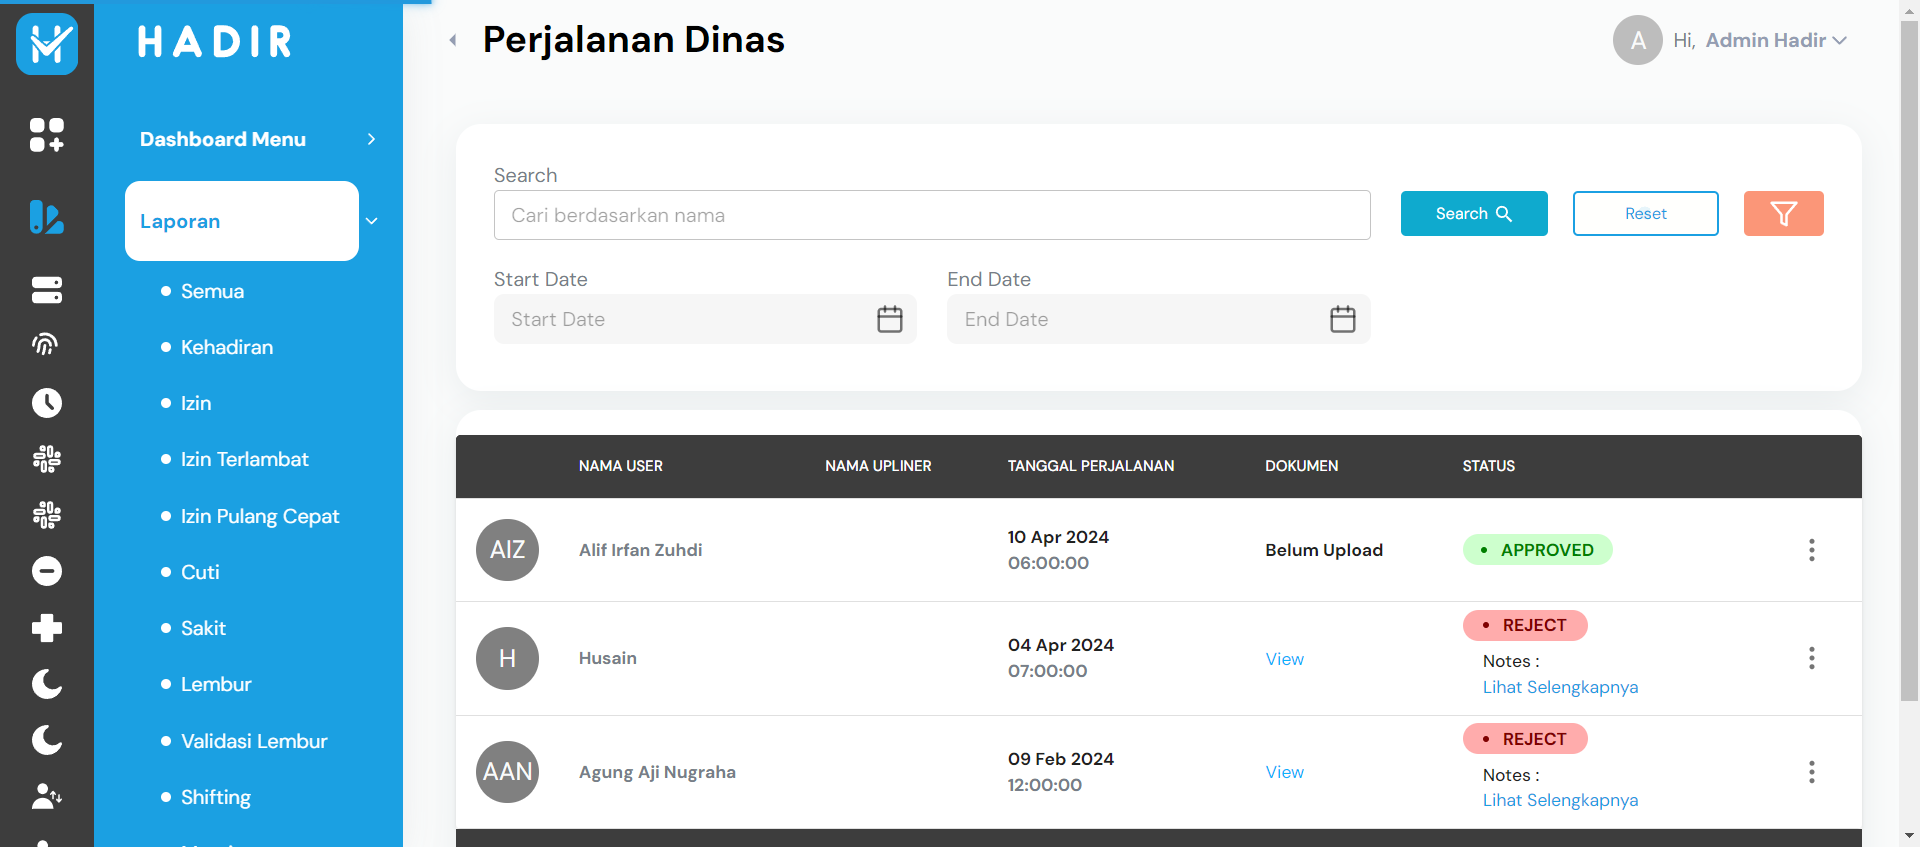 HADIR
Dashboard Menu
Laporan
Semua
Kehadiran
Izin
Izin Terlambat
Izin Pulang Cepat
Cuti
Sakit
Lembur
Validasi Lembur
Shifting
Perjalanan Dinas
A Hi, Admin Hadir
Search
Cari berdasarkan nama
Search
Reset
Start Date
End Date
Start Date
End Date
NAMA USER NAMA UPLINER TANGGAL PERJALANAN DOKUMEN STATUS
AIZ Alif Irfan Zuhdi 10 Apr 2024 Belum Upload APPROVED
06:00:00
H Husain 04 Apr 2024 View REJECT
07:00:00 Notes :
Lihat Selengkapnya
AAN Agung Aji Nugraha 09 Feb 2024 View REJECT
12:00:00 Notes :
Lihat Selengkapnya